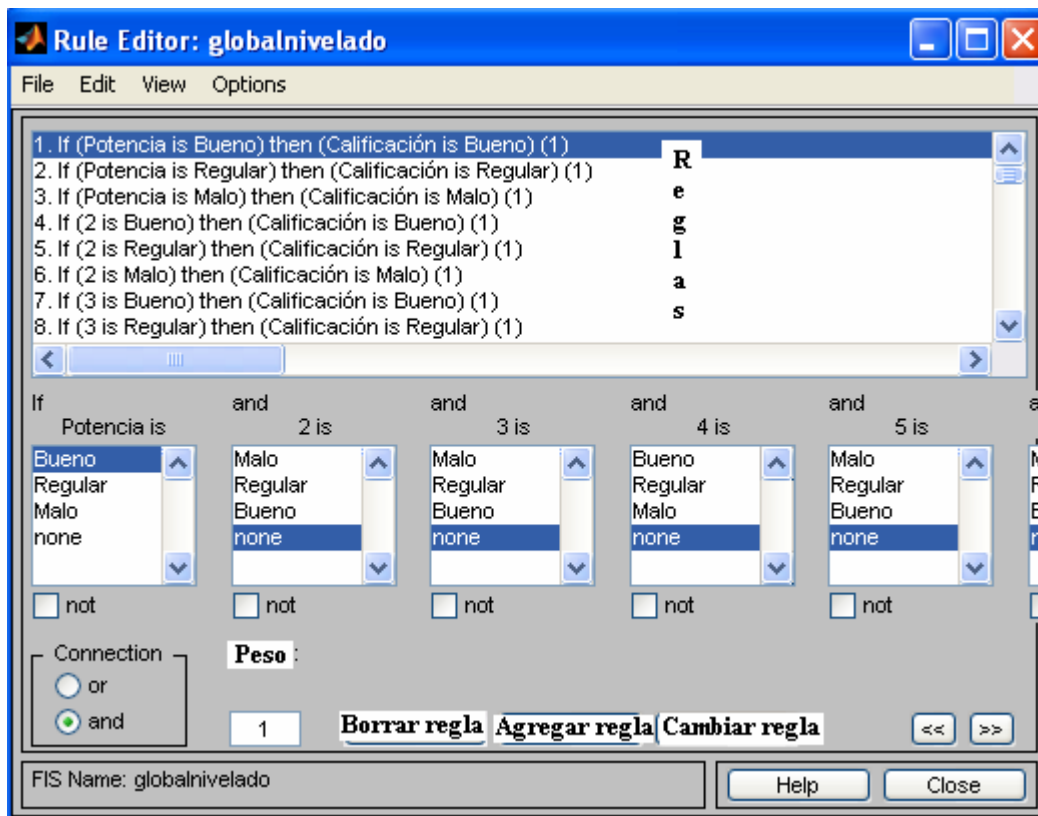 Rule Editor: globalnivelado
File Edit View Options
1. If (Potencia is Bueno) then (Calificación is Bueno) (1)
2. If (Potencia is Regular) then (Calificación is Regular) (1)
3. If (Potencia is Malo) then (Calificación is Malo) (1)
4. If (2 is Bueno) then (Calificación is Bueno) (1)
5. If (2 is Regular) then (Calificación is Regular) (1)
6. If (2 is Malo) then (Calificación is Malo) (1)
7. If (3 is Bueno) then (Calificación is Bueno) (1)
8. If (3 is Regular) then (Calificación is Regular) (1)
Reglas
If and and and and
Potencia is 2 is 3 is 4 is 5 is
Bueno Malo Malo Bueno Malo
Regular Regular Regular Regular Regular
Malo Bueno Bueno Malo Bueno
none none none none none
not not not not not
Connection Peso :
or
and 1 Borrar regla Agregar regla Cambiar regla << >>
FIS Name: globalnivelado Help Close